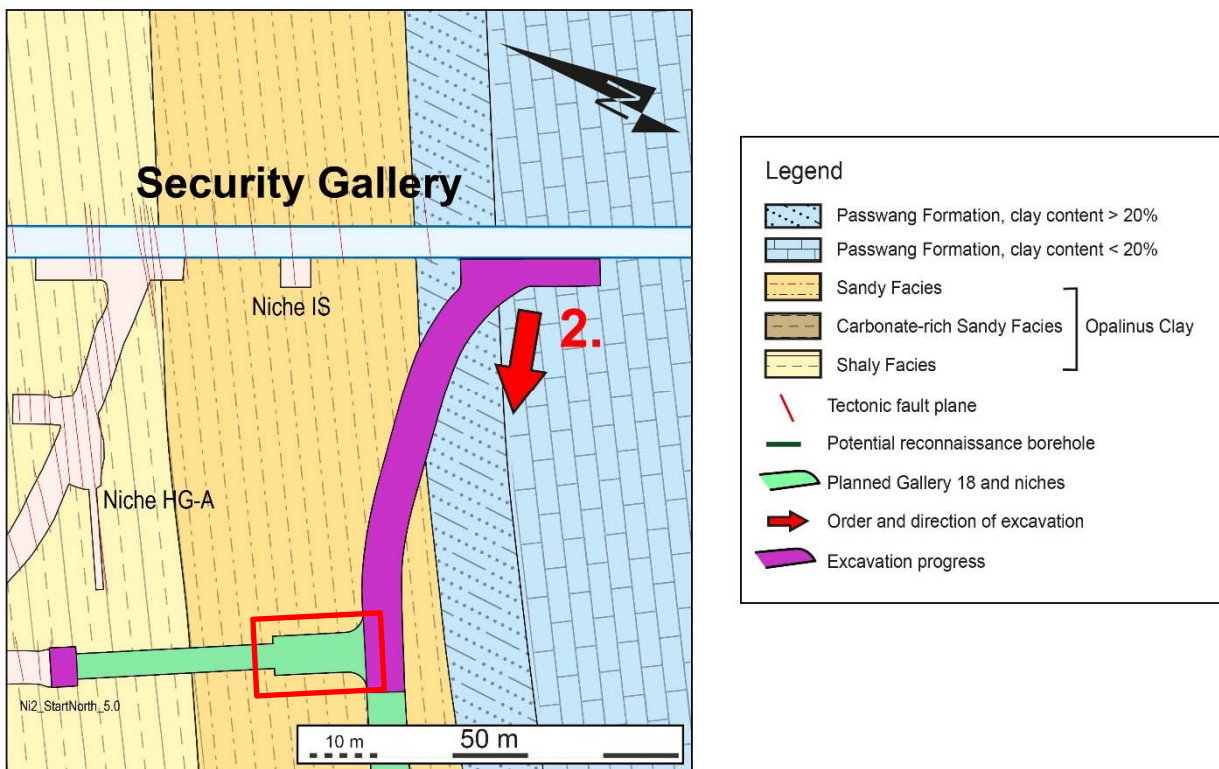 N
Security Gallery
Niche IS
2.
Niche HG-A
Ni2_StartNorth_5.0
10 m
50 m
Legend
Passwang Formation, clay content > 20%
Passwang Formation, clay content < 20%
Sandy Facies
Carbonate-rich Sandy Facies
Opalinus Clay
Shaly Facies
Tectonic fault plane
Potential reconnaissance borehole
Planned Gallery 18 and niches
Order and direction of excavation
Excavation progress